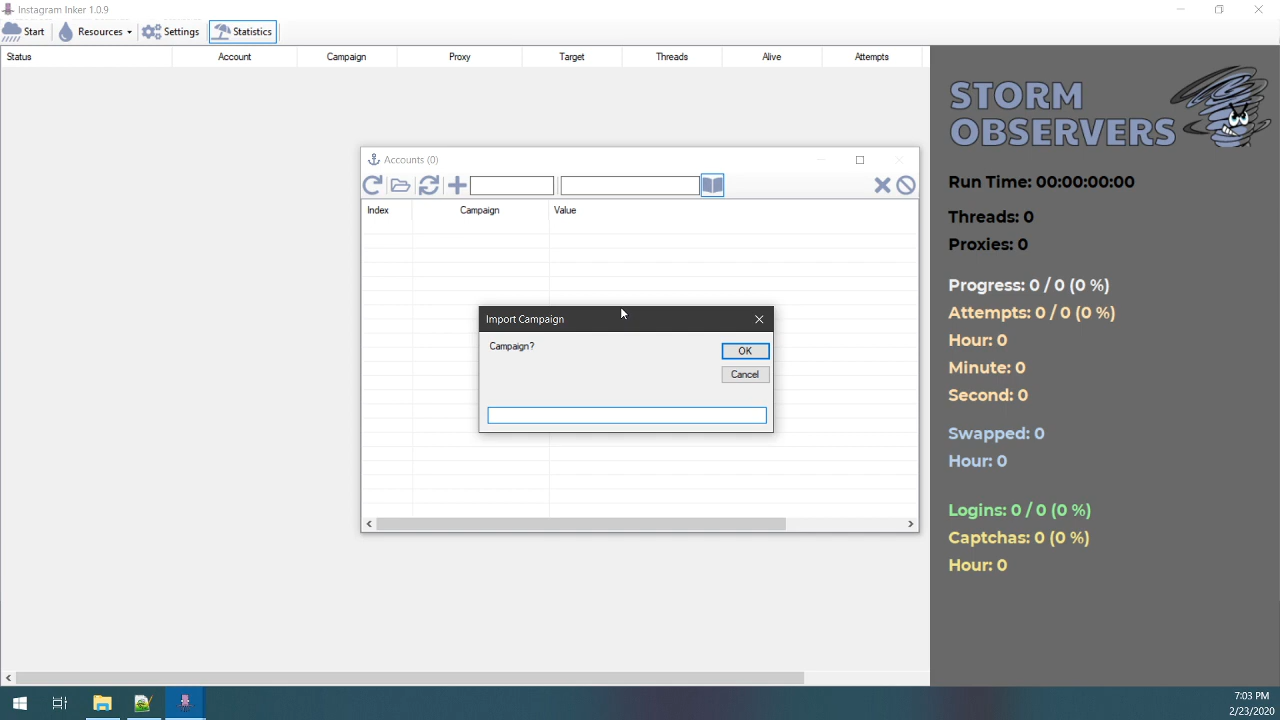 Instagram Inker 1.0.9
Start Resources Settings Statistics
Status Account Campaign Proxy Target Threads Alive Attempts
STORM
OBSERVERS
Accounts (0)
Run Time: 00:00:00:00
Index Campaign Value
Threads: 0
Proxies: 0
Progress: 0 / 0 (0 %)
Attempts: 0 / 0 (0 %)
Import Campaign
Hour: 0
Campaign?
OK
Minute: 0
Cancel
Second: 0
Swapped: 0
Hour: 0
Logins: 0 / 0 (0 %)
Captchas: 0 (0 %)
Hour: 0
7:03 PM
2/23/2020